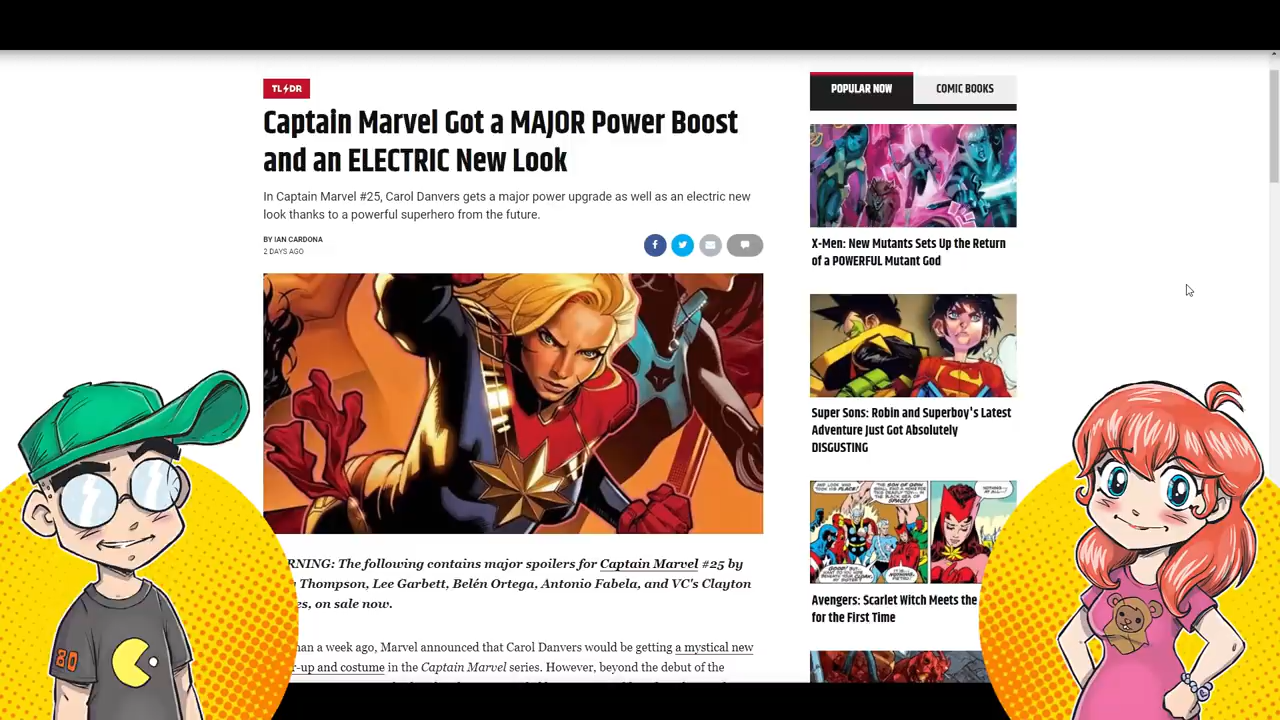 TL⚡DR
Captain Marvel Got a MAJOR Power Boost
and an ELECTRIC New Look
In Captain Marvel #25, Carol Danvers gets a major power upgrade as well as an electric new
look thanks to a powerful superhero from the future.
BY IAN CARDONA
2 DAYS AGO
RNING: The following contains major spoilers for Captain Marvel #25 by
Thompson, Lee Garbett, Belén Ortega, Antonio Fabela, and VC's Clayton
es, on sale now.
han a week ago, Marvel announced that Carol Danvers would be getting a mystical new
r-up and costume in the Captain Marvel series. However, beyond the debut of the
POPULAR NOW
COMIC BOOKS
X-Men: New Mutants Sets Up the Return
of a POWERFUL Mutant God
Super Sons: Robin and Superboy's Latest
Adventure Just Got Absolutely
DISGUSTING
Avengers: Scarlet Witch Meets the
for the First Time
80